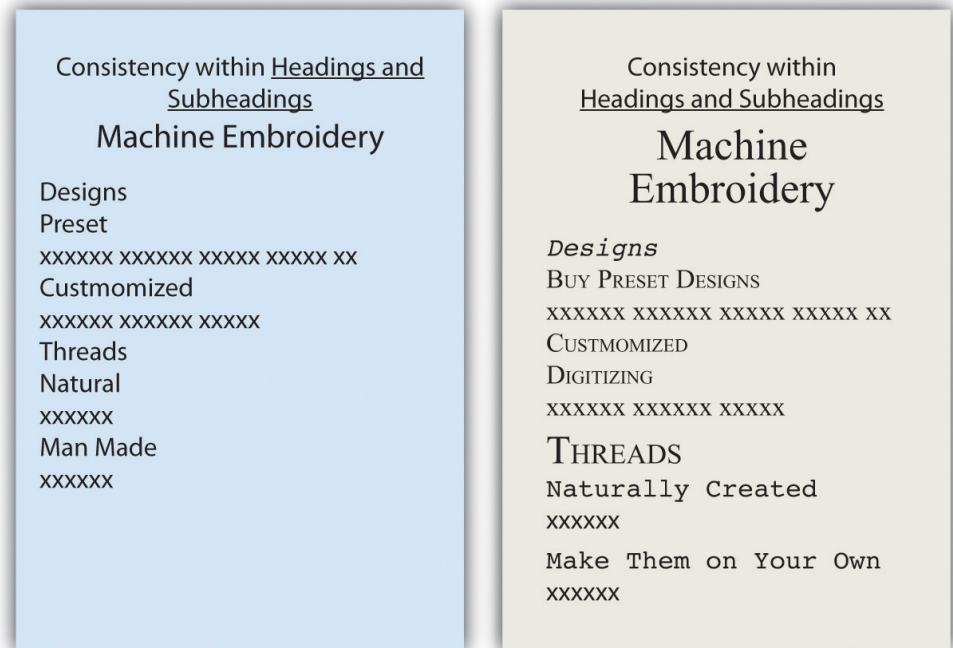 Consistency within Headings and
Subheadings
Machine Embroidery
Designs
Preset
xxxxxx xxxxxx xxxxx xxxxx xx
Custmomized
xxxxxx xxxxxx xxxxx
Threads
Natural
xxxxxx
Man Made
xxxxxx
Consistency within
Headings and Subheadings
Machine
Embroidery
Designs
Buy Preset Designs
xxxxxx xxxxxx xxxxx xxxxx xx
Custmomized
Digitizing
xxxxxx xxxxxx xxxxx
Threads
Naturally Created
xxxxxx
Make Them on Your Own
xxxxxx